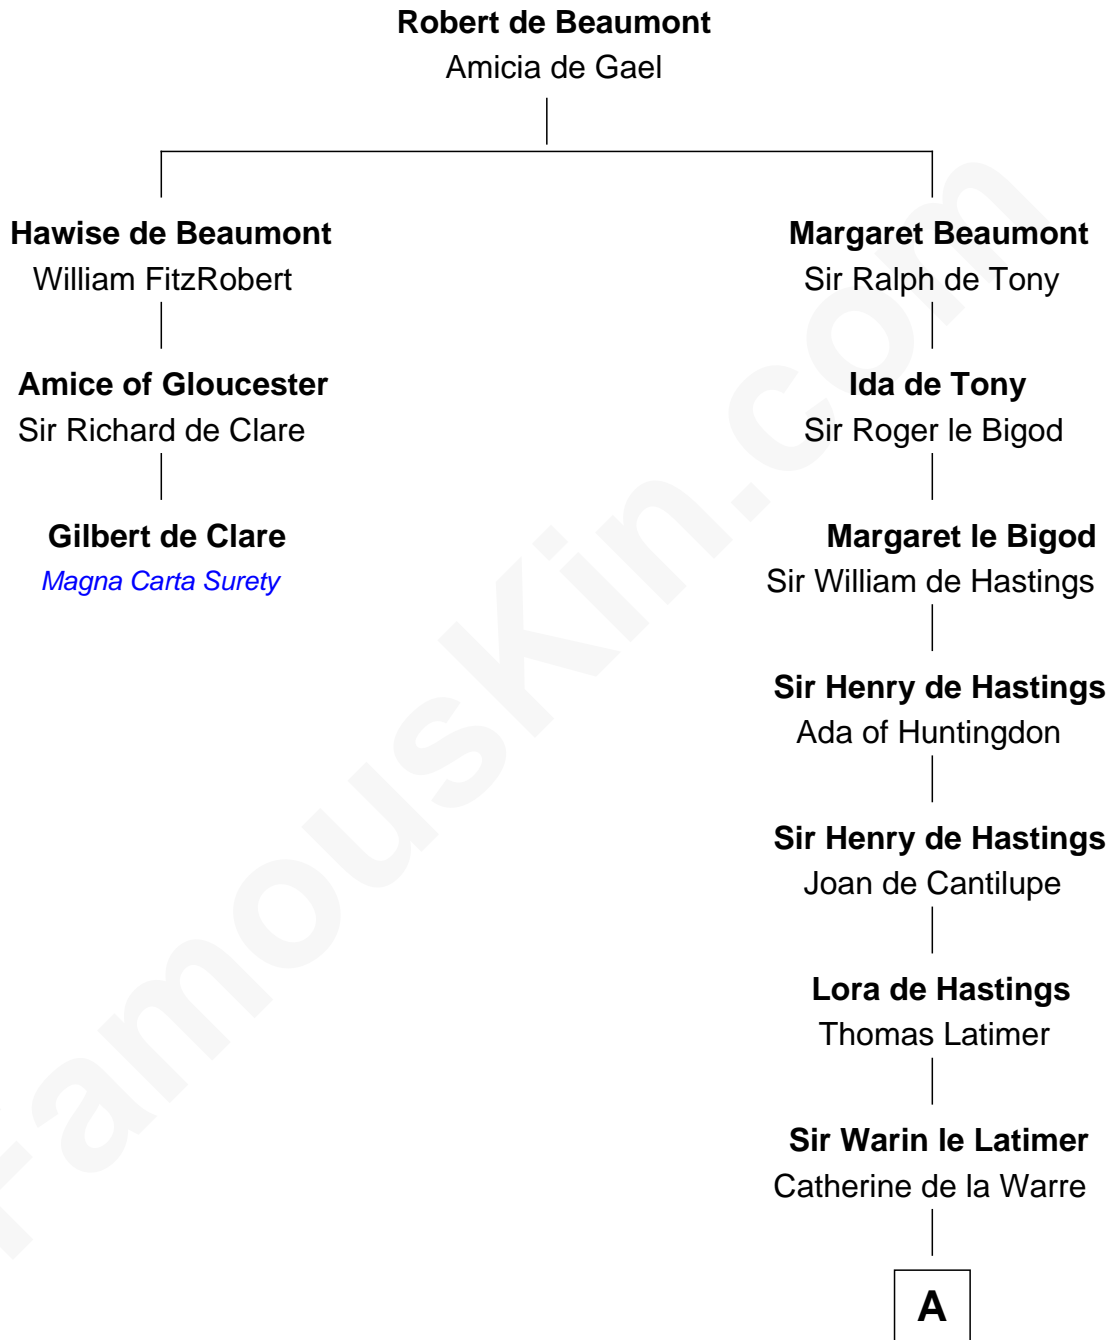 Robert de Beaumont
Amicia de Gael
Hawise de Beaumont
William FitzRobert
Margaret Beaumont
Sir Ralph de Tony
Amice of Gloucester
Sir Richard de Clare
Ida de Tony
Sir Roger le Bigod
Gilbert de Clare
Magna Carta Surety
Margaret le Bigod
Sir William de Hastings
Sir Henry de Hastings
Ada of Huntingdon
Sir Henry de Hastings
Joan de Cantilupe
Lora de Hastings
Thomas Latimer
Sir Warin le Latimer
Catherine de la Warre
A
FamousKin.com